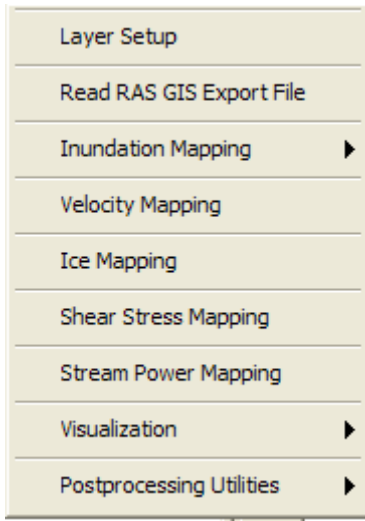 Layer Setup
Read RAS GIS Export File
Inundation Mapping
Velocity Mapping
Ice Mapping
Shear Stress Mapping
Stream Power Mapping
Visualization
Postprocessing Utilities